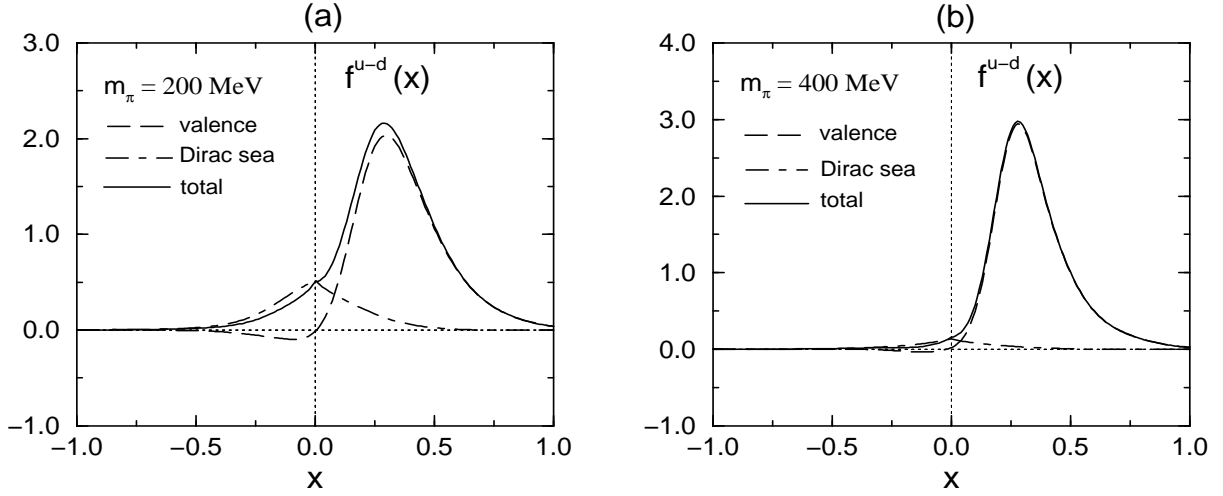 (a)
3.0
2.0
1.0
0.0
−1.0
−1.0 −0.5 0.0 0.5 1.0
x
f^{u−d}(x)
m_π = 200 MeV
valence
Dirac sea
total
(b)
4.0
3.0
2.0
1.0
0.0
−1.0
−1.0 −0.5 0.0 0.5 1.0
x
f^{u−d}(x)
m_π = 400 MeV
valence
Dirac sea
total